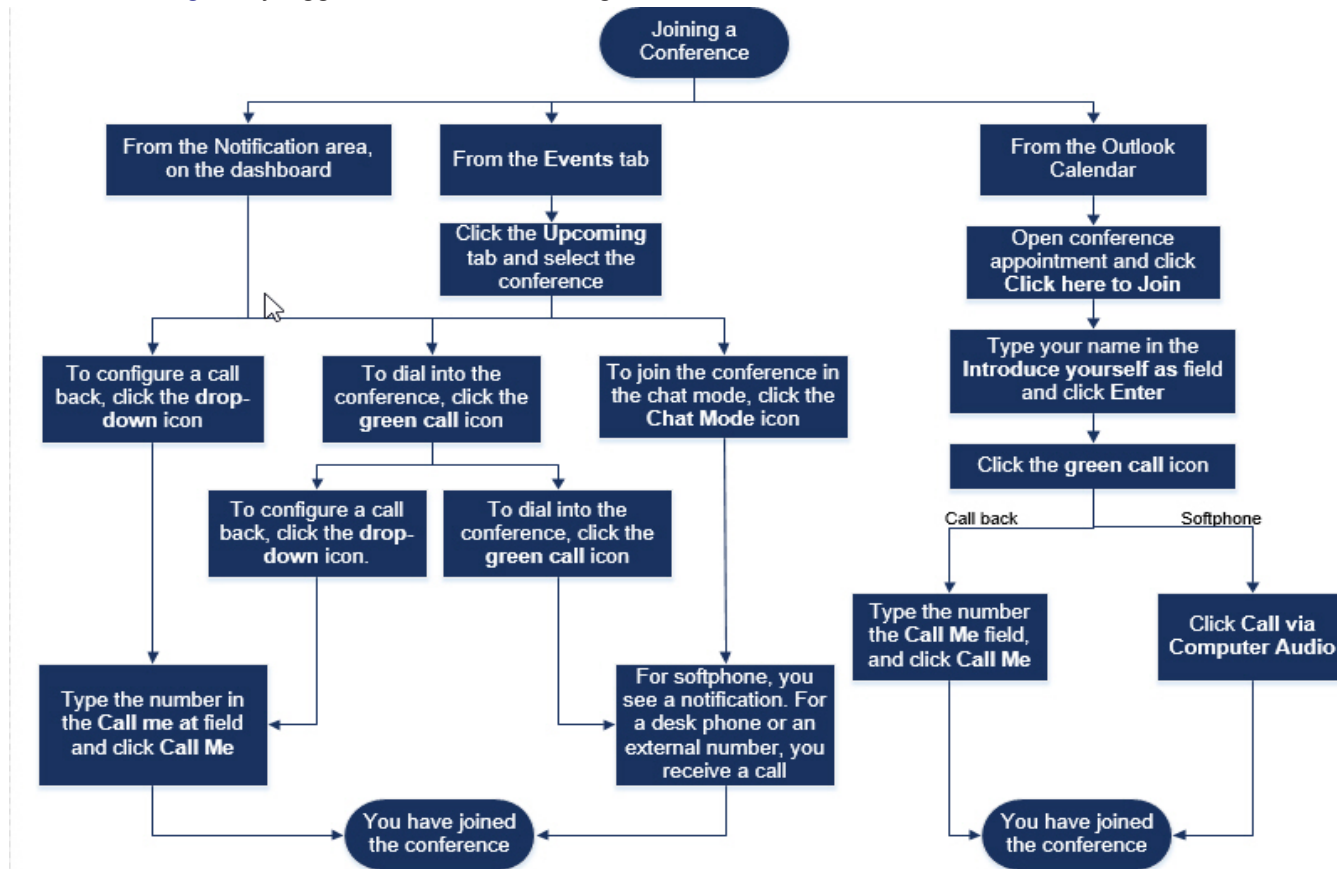 Joining a
Conference
From the Notification area,
on the dashboard
From the Events tab
From the Outlook
Calendar
Click the Upcoming
tab and select the
conference
Open conference
appointment and click
Click here to Join
To configure a call
back, click the drop-
down icon
To dial into the
conference, click the
green call icon
To join the conference in
the chat mode, click the
Chat Mode icon
Type your name in the
Introduce yourself as field
and click Enter
Click the green call icon
To configure a call
back, click the drop-
down icon.
To dial into the
conference, click the
green call icon
Call back
Softphone
Type the number
the Call Me field,
and click Call Me
Click Call via
Computer Audio
Type the number in
the Call me at field
and click Call Me
For softphone, you
see a notification. For
a desk phone or an
external number, you
receive a call
You have joined
the conference
You have joined
the conference